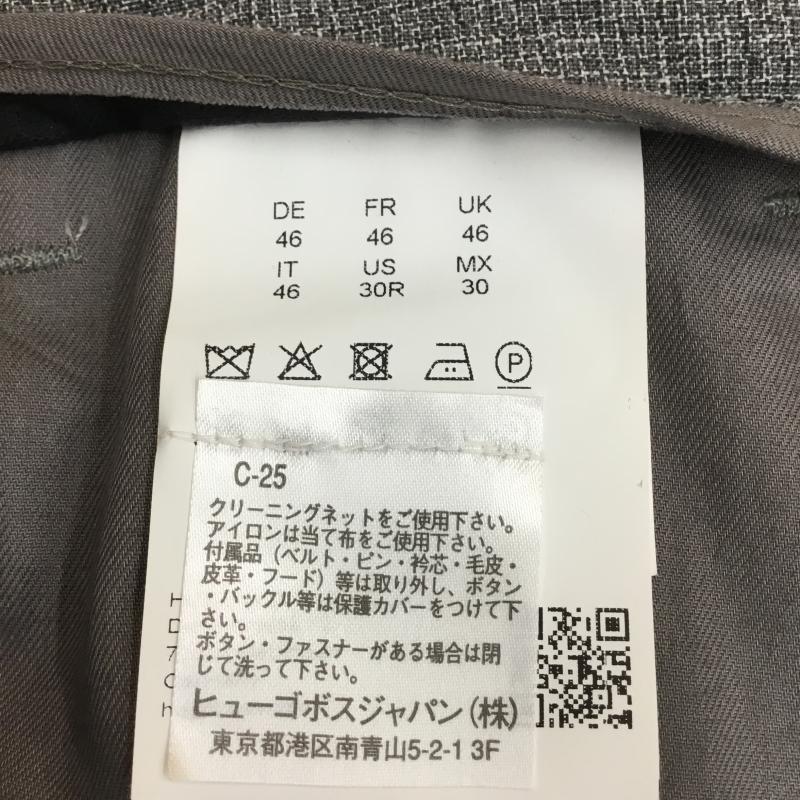 DE FR UK
46 46 46
IT US MX
46 30R 30
P
C-25
クリーニングネットをご使用下さい。
アイロンは当て布をご使用下さい。
付属品（ベルト・ピン・衿芯・毛皮・
皮革・フード）等は取り外し、ボタン
・バックル等は保護カバーをつけて下
さい。
ボタン・ファスナーがある場合は閉
じて洗って下さい。
ヒューゴボスジャパン(株)
東京都港区南青山5-2-1 3F
H
D
7